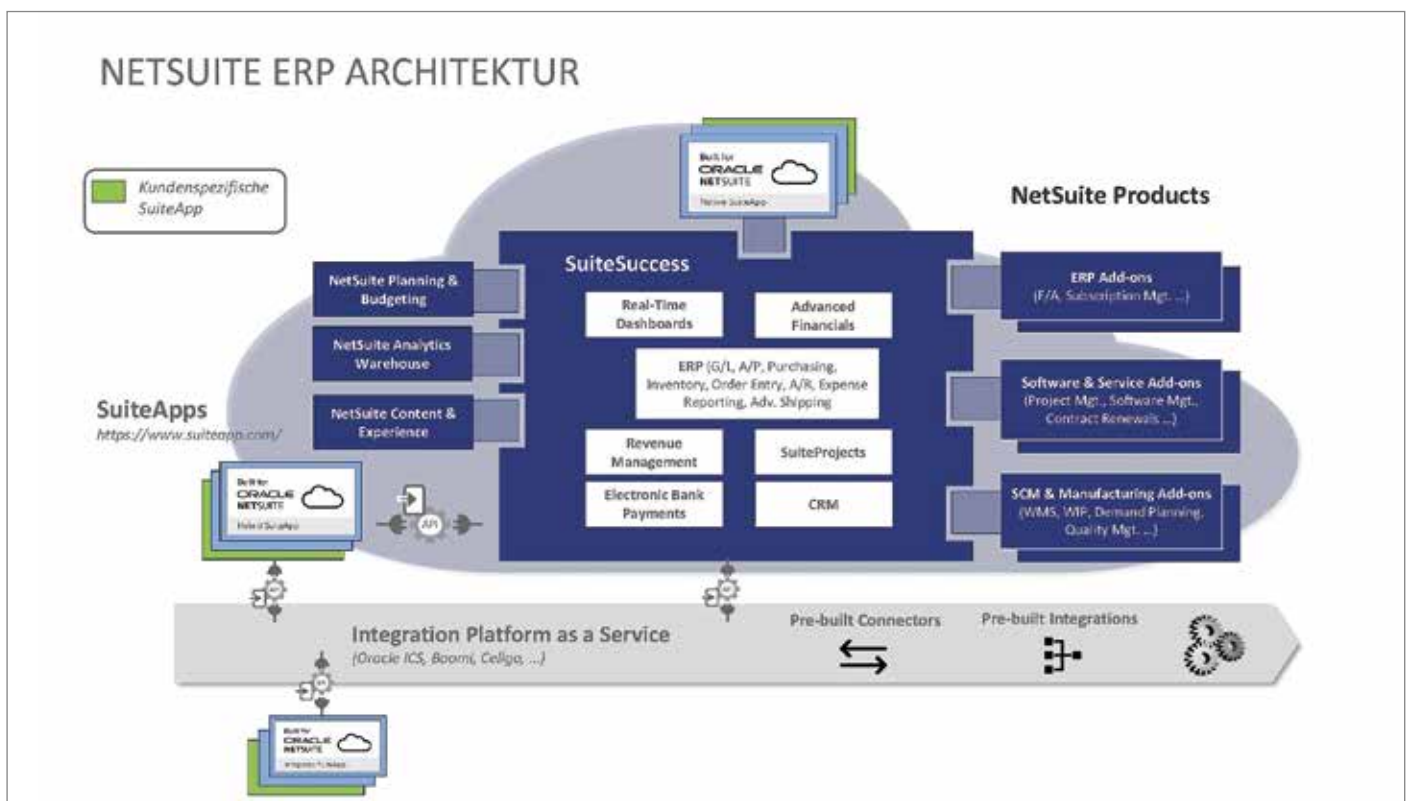 NETSUITE ERP ARCHITEKTUR
Kundenspezifische
SuiteApp
Built for
ORACLE
NETSUITE
Native SuiteApp
NetSuite Products
SuiteSuccess
NetSuite Planning &
Budgeting
NetSuite Analytics
Warehouse
NetSuite Content &
Experience
Real-Time
Dashboards
Advanced
Financials
ERP (G/L, A/P, Purchasing,
Inventory, Order Entry, A/R, Expense
Reporting, Adv. Shipping
Revenue
Management
SuiteProjects
Electronic Bank
Payments
CRM
ERP Add-ons
(F/A, Subscription Mgt. ...)
Software & Service Add-ons
(Project Mgt., Software Mgt.,
Contract Renewals ...)
SCM & Manufacturing Add-ons
(WMS, WIP, Demand Planning,
Quality Mgt. ...)
SuiteApps
https://www.suiteapp.com/
Built for
ORACLE
NETSUITE
Hybrid SuiteApp
API
Integration Platform as a Service
(Oracle ICS, Boomi, Celigo, ...)
Pre-built Connectors
Pre-built Integrations
Built for
ORACLE
NETSUITE